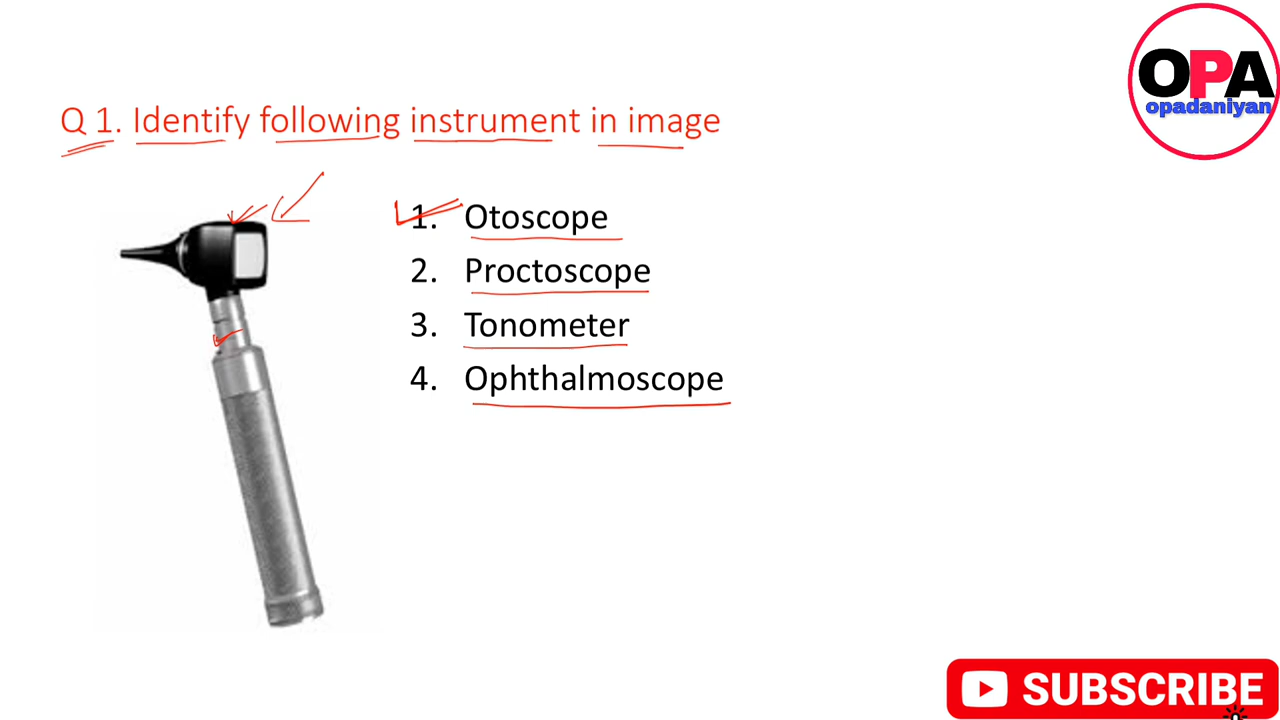 OPA
opadaniyan
Q 1. Identify following instrument in image
1. Otoscope
2. Proctoscope
3. Tonometer
4. Ophthalmoscope
SUBSCRIBE